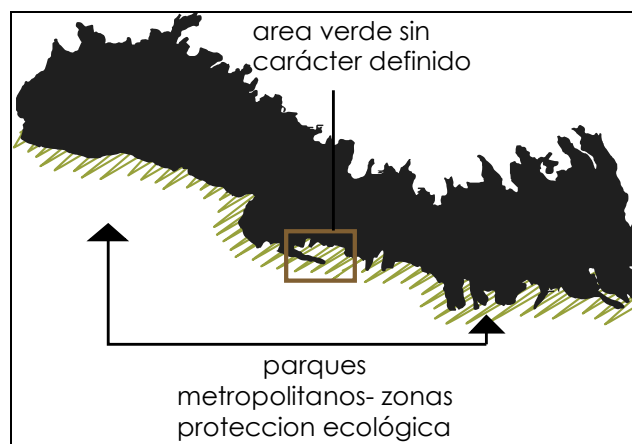 area verde sin
carácter definido
parques
metropolitanos- zonas
proteccion ecológica